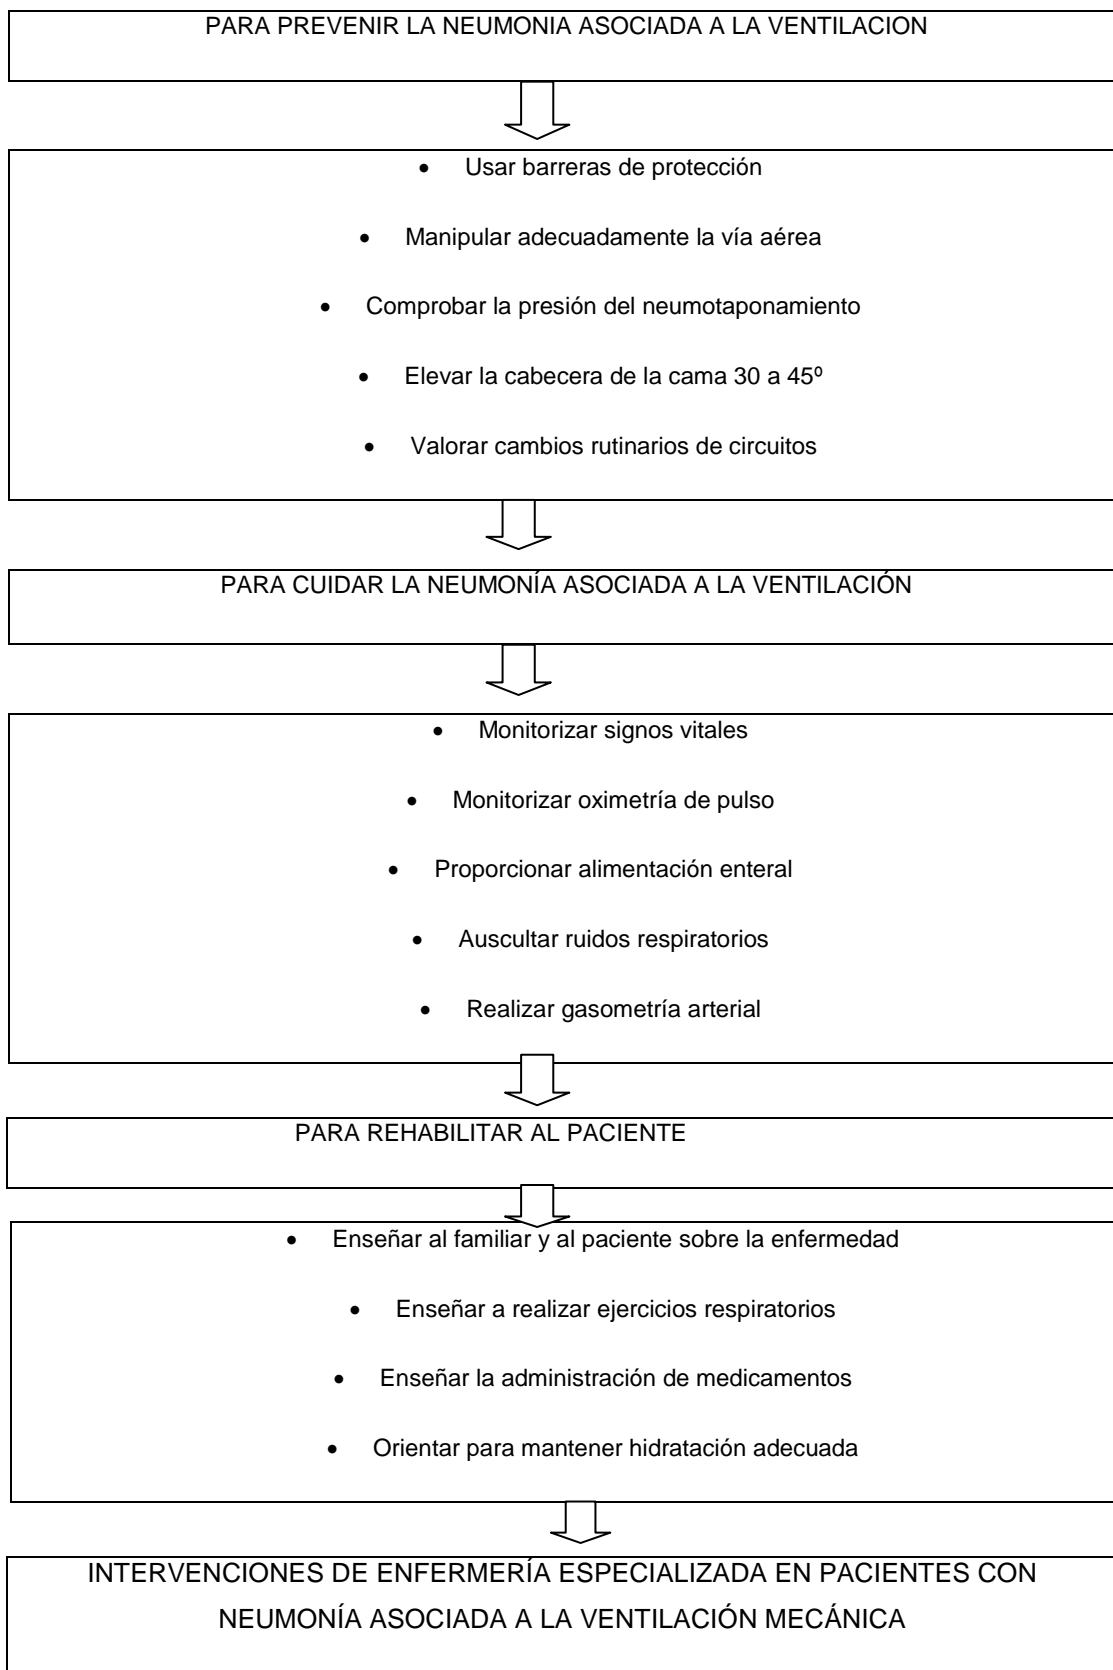 PARA PREVENIR LA NEUMONIA ASOCIADA A LA VENTILACION
• Usar barreras de protección
• Manipular adecuadamente la vía aérea
• Comprobar la presión del neumotaponamiento
• Elevar la cabecera de la cama 30 a 45º
• Valorar cambios rutinarios de circuitos
PARA CUIDAR LA NEUMONÍA ASOCIADA A LA VENTILACIÓN
• Monitorizar signos vitales
• Monitorizar oximetría de pulso
• Proporcionar alimentación enteral
• Auscultar ruidos respiratorios
• Realizar gasometría arterial
PARA REHABILITAR AL PACIENTE
• Enseñar al familiar y al paciente sobre la enfermedad
• Enseñar a realizar ejercicios respiratorios
• Enseñar la administración de medicamentos
• Orientar para mantener hidratación adecuada
INTERVENCIONES DE ENFERMERÍA ESPECIALIZADA EN PACIENTES CON
NEUMONÍA ASOCIADA A LA VENTILACIÓN MECÁNICA